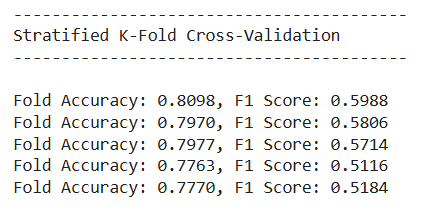 ----------------------------------------
Stratified K-Fold Cross-Validation
----------------------------------------
Fold Accuracy: 0.8098, F1 Score: 0.5988
Fold Accuracy: 0.7970, F1 Score: 0.5806
Fold Accuracy: 0.7977, F1 Score: 0.5714
Fold Accuracy: 0.7763, F1 Score: 0.5116
Fold Accuracy: 0.7770, F1 Score: 0.5184